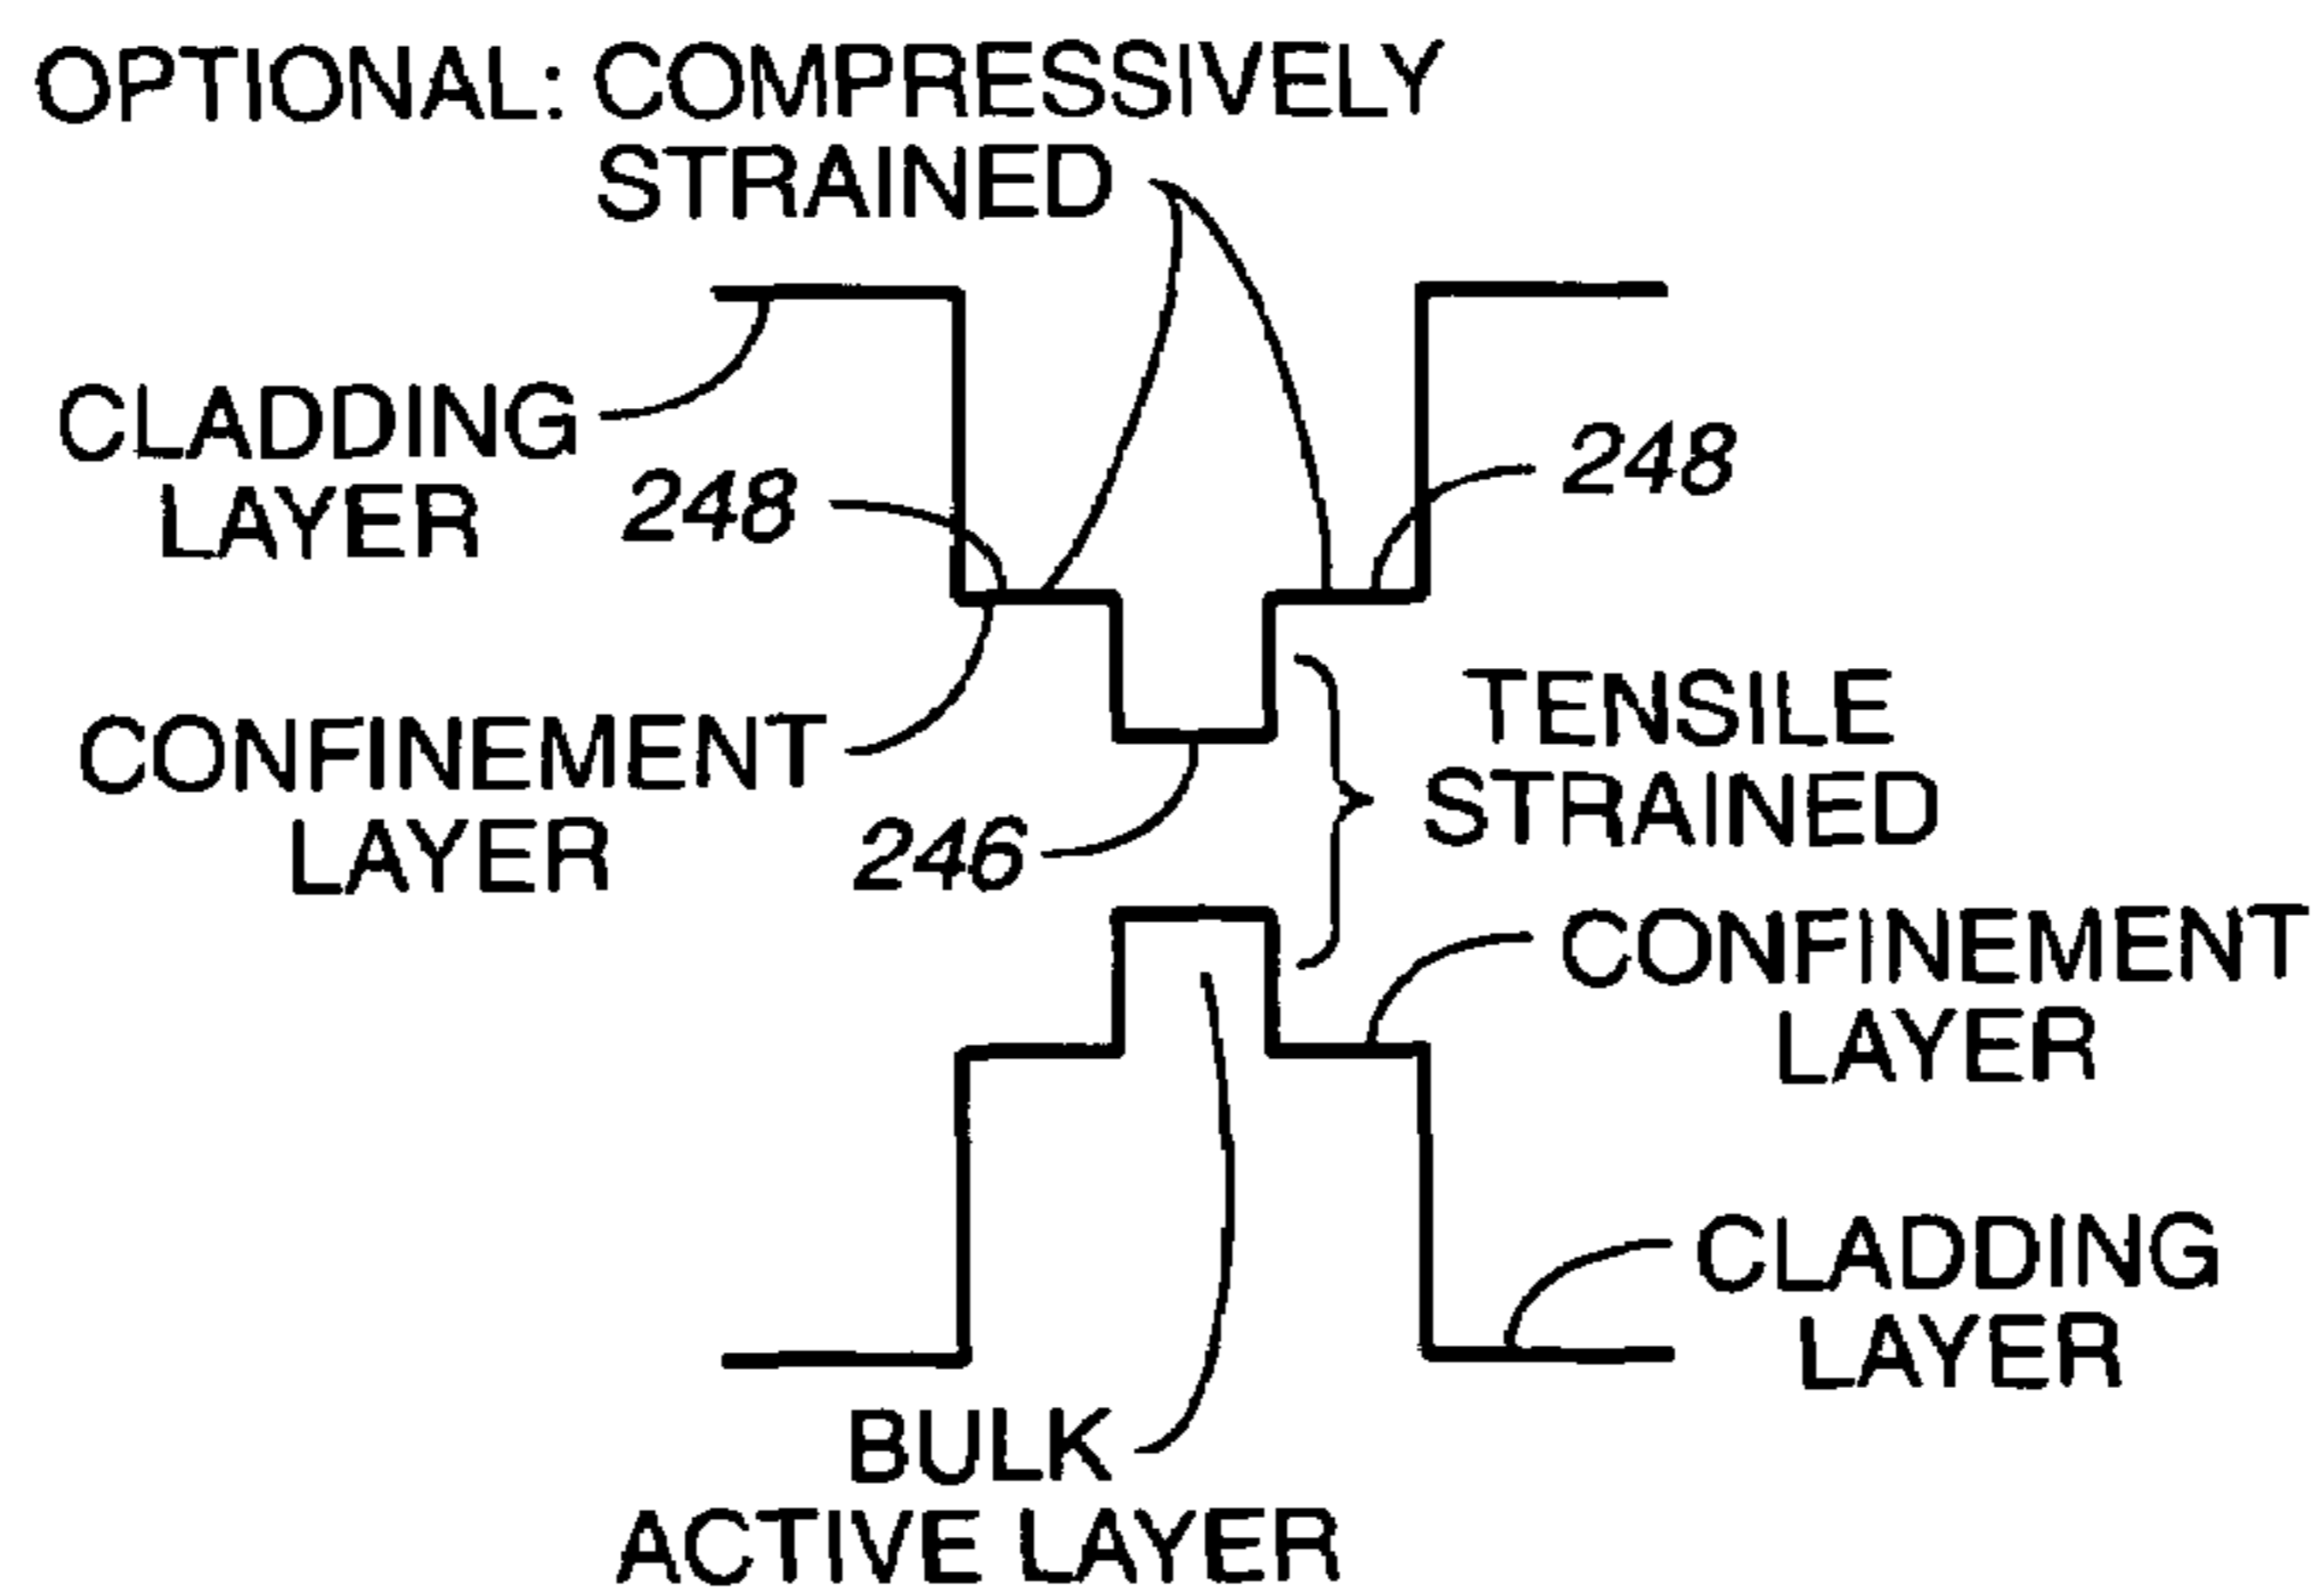 OPTIONAL: COMPRESSIVELY
STRAINED
CLADDING
LAYER
248
248
CONFINEMENT
LAYER
246
TENSILE
STRAINED
CONFINEMENT
LAYER
CLADDING
LAYER
BULK
ACTIVE LAYER